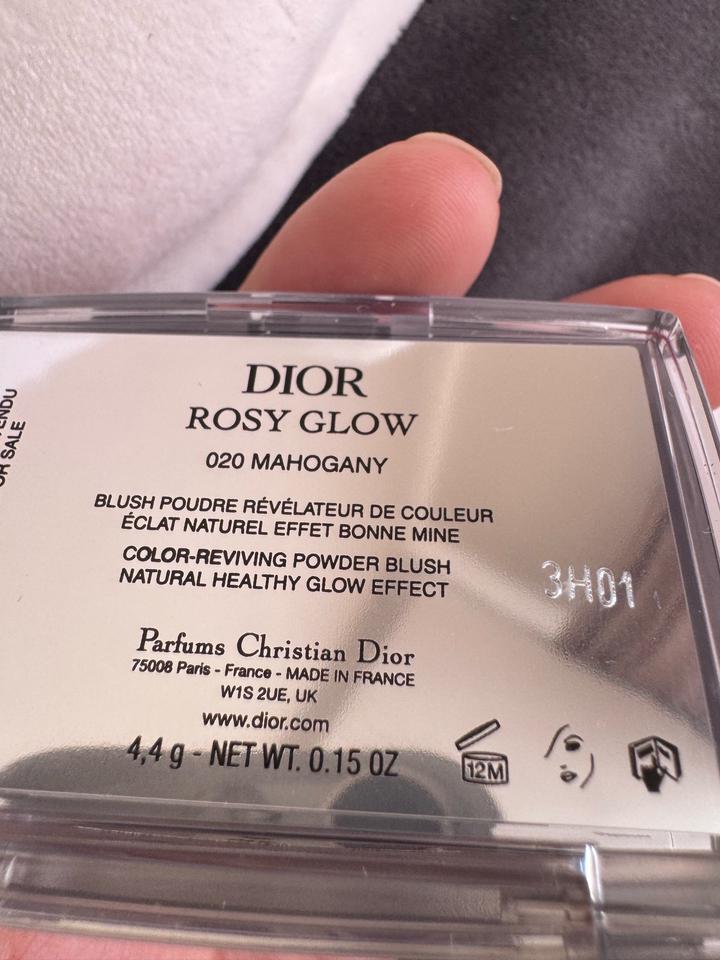 DIOR
ROSY GLOW
020 MAHOGANY
BLUSH POUDRE RÉVÉLATEUR DE COULEUR
ÉCLAT NATUREL EFFET BONNE MINE
COLOR-REVIVING POWDER BLUSH
NATURAL HEALTHY GLOW EFFECT
3H01
Parfums Christian Dior
75008 Paris - France - MADE IN FRANCE
W1S 2UE, UK
www.dior.com
4,4 g - NET WT. 0.15 OZ
12M
SALE